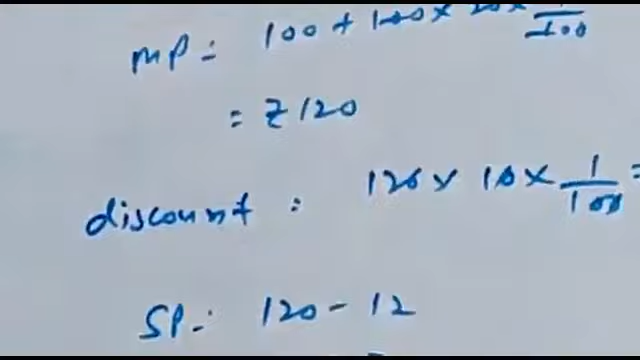 MP = 100 + 100 × 20 × 1/100
= ₹120
discount : 120 × 10 × 1/100 =
SP = 120 - 12